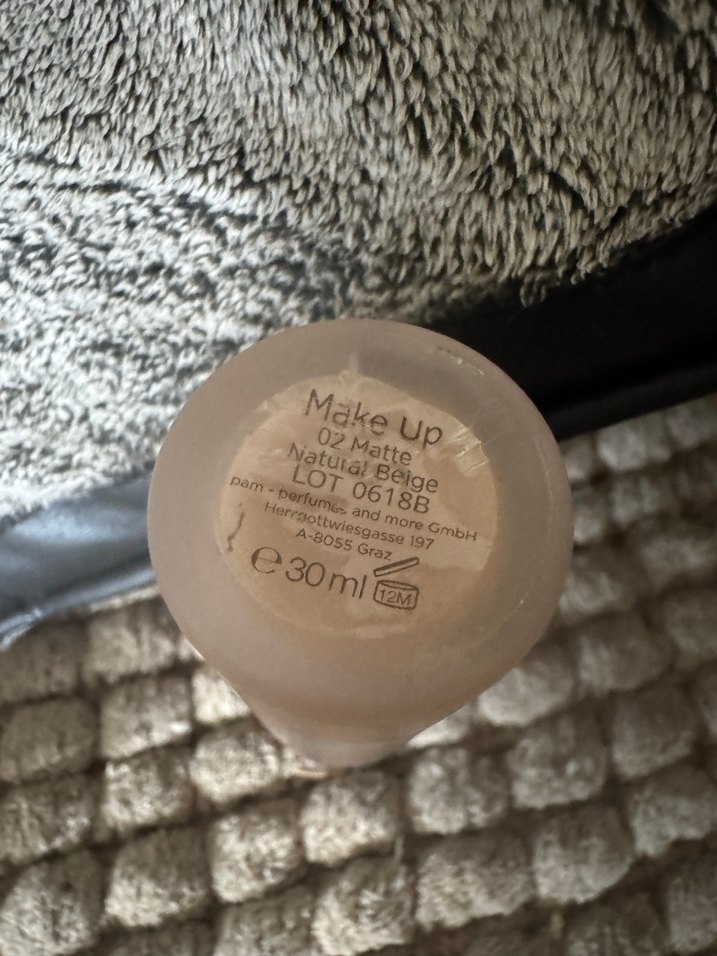 Make Up
02 Matte
Natural Beige
LOT 0618B
pam - perfumes and more GmbH
Herrgottwiesgasse 197
A-8055 Graz
℮ 30 ml 12M